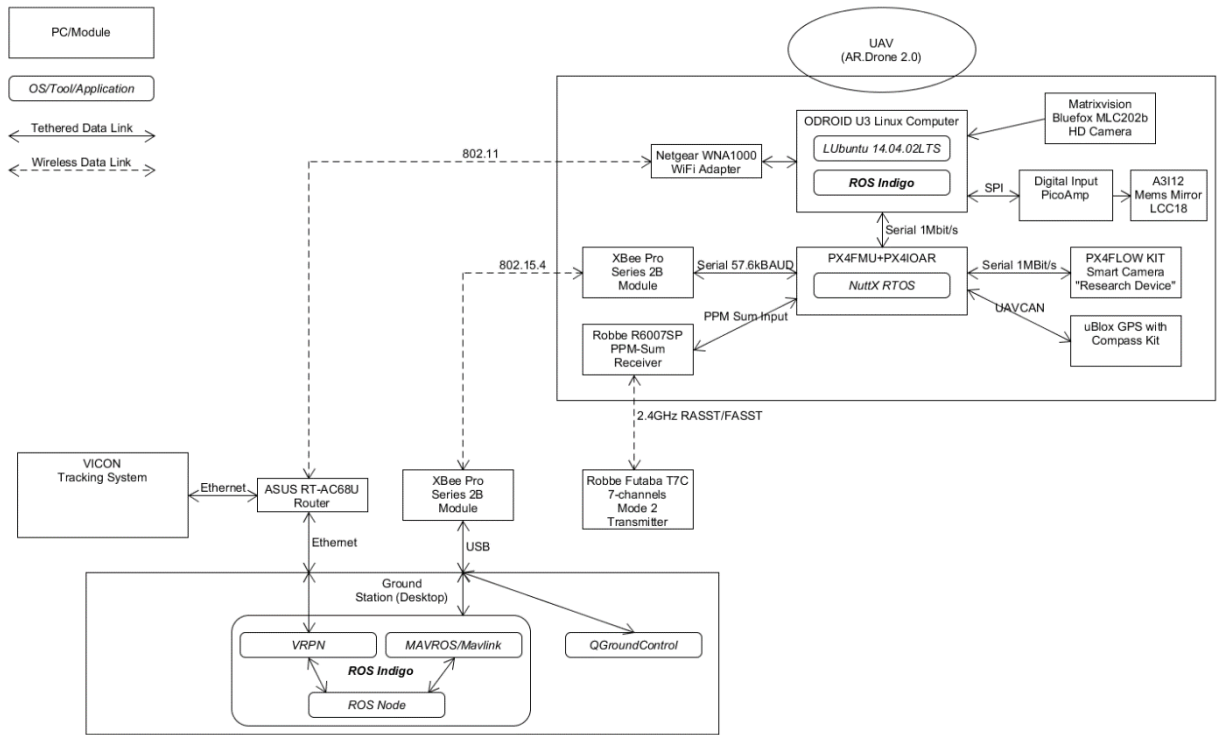 PC/Module
OS/Tool/Application
Tethered Data Link
Wireless Data Link
UAV
(AR.Drone 2.0)
ODROID U3 Linux Computer
LUbuntu 14.04.02LTS
ROS Indigo
Matrixvision
Bluefox MLC202b
HD Camera
802.11
Netgear WNA1000
WiFi Adapter
SPI
Digital Input
PicoAmp
A3I12
Mems Mirror
LCC18
Serial 1Mbit/s
802.15.4
XBee Pro
Series 2B
Module
Serial 57.6kBAUD
PX4FMU+PX4IOAR
NuttX RTOS
Serial 1MBit/s
PX4FLOW KIT
Smart Camera
"Research Device"
PPM Sum Input
UAVCAN
uBlox GPS with
Compass Kit
Robbe R6007SP
PPM-Sum
Receiver
2.4GHz RASST/FASST
VICON
Tracking System
Ethernet
ASUS RT-AC68U
Router
XBee Pro
Series 2B
Module
Robbe Futaba T7C
7-channels
Mode 2
Transmitter
Ethernet
USB
Ground
Station (Desktop)
VRPN
MAVROS/Mavlink
QGroundControl
ROS Indigo
ROS Node